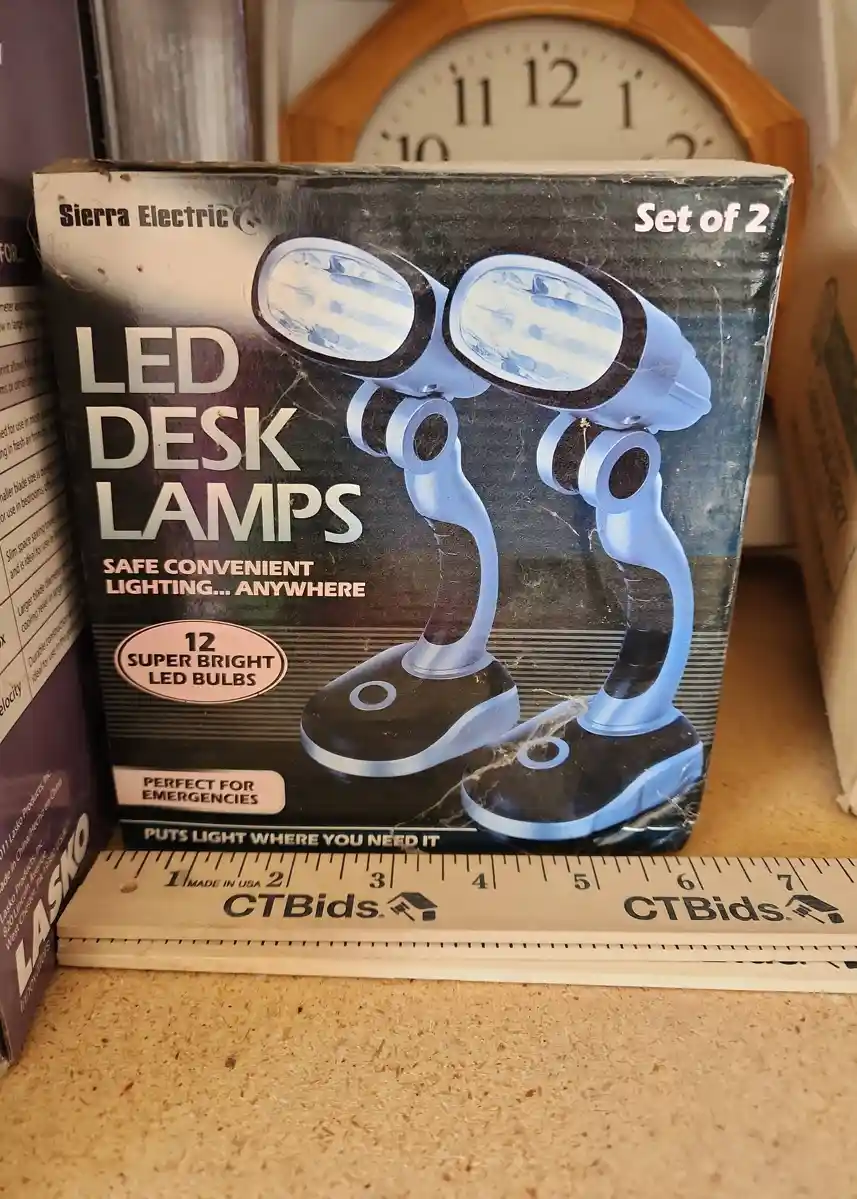 11 12 1
10 2
Sierra Electric
Set of 2
LED
DESK
LAMPS
SAFE CONVENIENT
LIGHTING... ANYWHERE
12
SUPER BRIGHT
LED BULBS
PERFECT FOR
EMERGENCIES
PUTS LIGHT WHERE YOU NEED IT
1 MADE IN USA 2 3 4 5 6 7
CTBids. CTBids.
LASKO